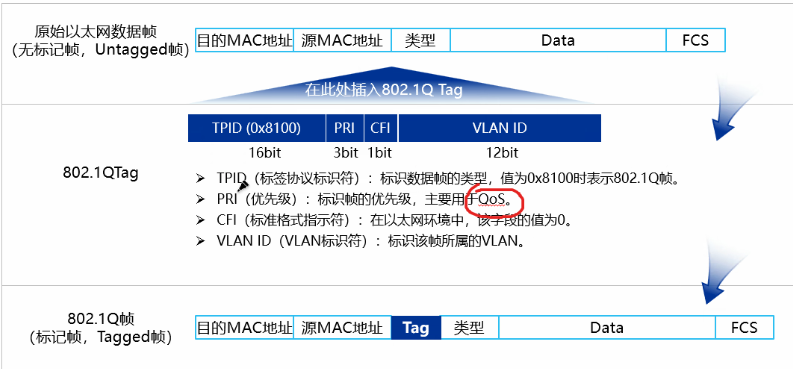 原始以太网数据帧
(无标记帧，Untagged帧)
目的MAC地址 源MAC地址 类型 Data FCS
在此处插入802.1Q Tag
TPID (0x8100) PRI CFI VLAN ID
16bit 3bit 1bit 12bit
802.1QTag
➢ TPID（标签协议标识符）：标识数据帧的类型，值为0x8100时表示802.1Q帧。
➢ PRI（优先级）：标识帧的优先级，主要用于QoS。
➢ CFI（标准格式指示符）：在以太网环境中，该字段的值为0。
➢ VLAN ID（VLAN标识符）：标识该帧所属的VLAN。
802.1Q帧
(标记帧，Tagged帧)
目的MAC地址 源MAC地址 Tag 类型 Data FCS